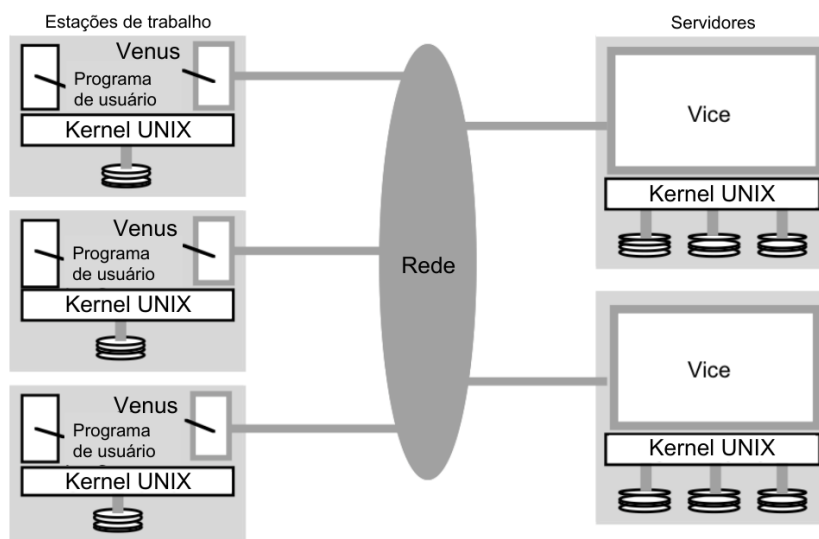 Estações de trabalho
Venus
Programa
de usuário
Kernel UNIX
Venus
Programa
de usuário
Kernel UNIX
Venus
Programa
de usuário
Kernel UNIX
Rede
Servidores
Vice
Kernel UNIX
Vice
Kernel UNIX